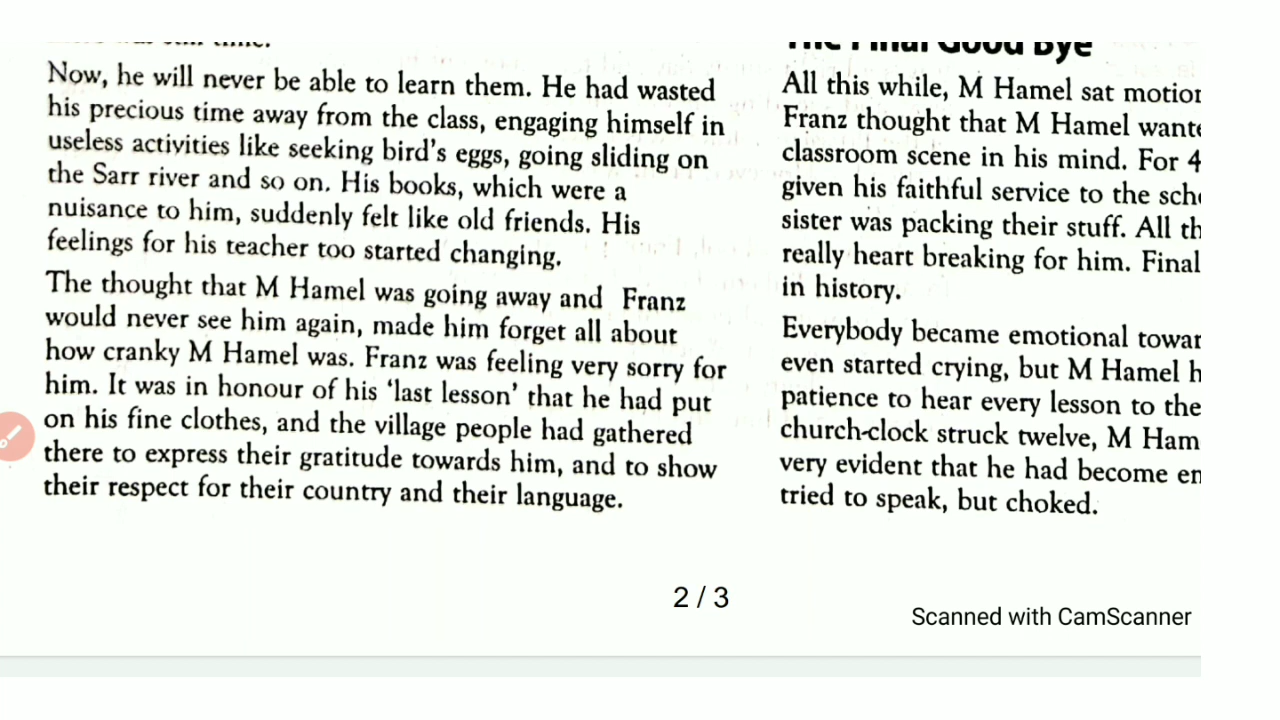 Now, he will never be able to learn them. He had wasted
his precious time away from the class, engaging himself in
useless activities like seeking bird's eggs, going sliding on
the Sarr river and so on. His books, which were a
nuisance to him, suddenly felt like old friends. His
feelings for his teacher too started changing.
The thought that M Hamel was going away and Franz
would never see him again, made him forget all about
how cranky M Hamel was. Franz was feeling very sorry for
him. It was in honour of his 'last lesson' that he had put
on his fine clothes, and the village people had gathered
there to express their gratitude towards him, and to show
their respect for their country and their language.
The Final Good Bye
All this while, M Hamel sat
Franz thought that M Hamel
classroom scene in his mind. For 4
given his faithful service to the
sister was packing their stuff. All
really heart breaking for him.
in history.
Everybody became emotional
even started crying, but M Hamel
patience to hear every lesson to the
church-clock struck twelve, M
very evident that he had become
tried to speak, but choked.
2 / 3
Scanned with CamScanner